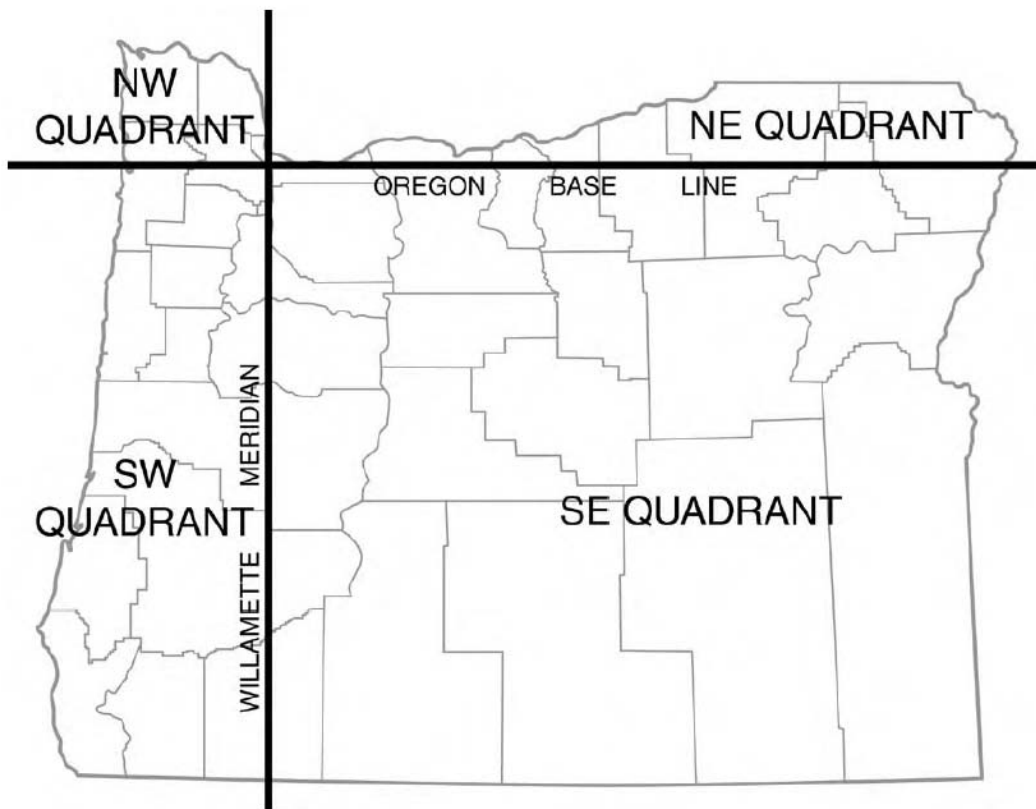 NW
QUADRANT
NE QUADRANT
OREGON BASE LINE
WILLAMETTE MERIDIAN
SW
QUADRANT
SE QUADRANT